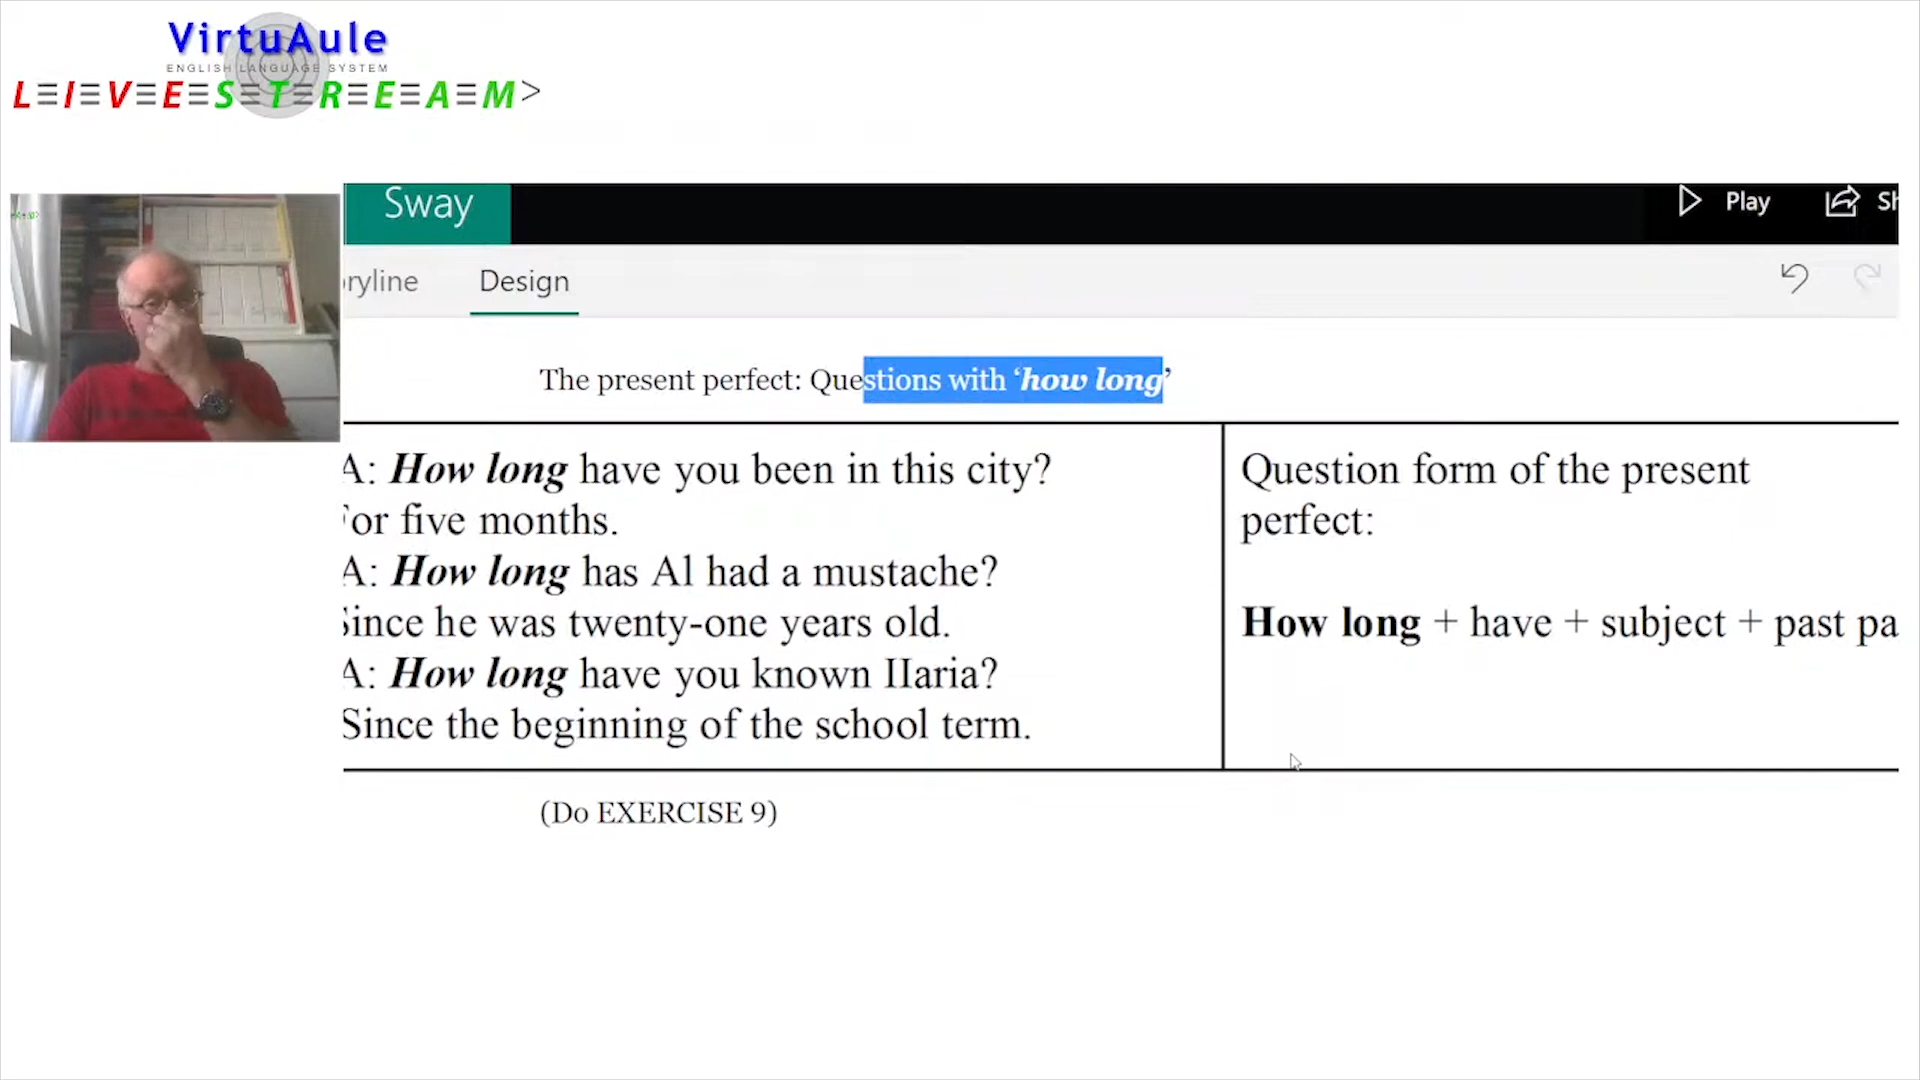 VirtuAule
ENGLISH LANGUAGE SYSTEM
L≡I≡V≡E≡S≡T≡R≡E≡A≡M>
Sway
Play
Sh
ryline
Design
The present perfect: Questions with ‘how long’
A: How long have you been in this city?
or five months.
A: How long has Al had a mustache?
Since he was twenty-one years old.
A: How long have you known IIaria?
Since the beginning of the school term.
Question form of the present
perfect:
How long + have + subject + past pa
(Do EXERCISE 9)